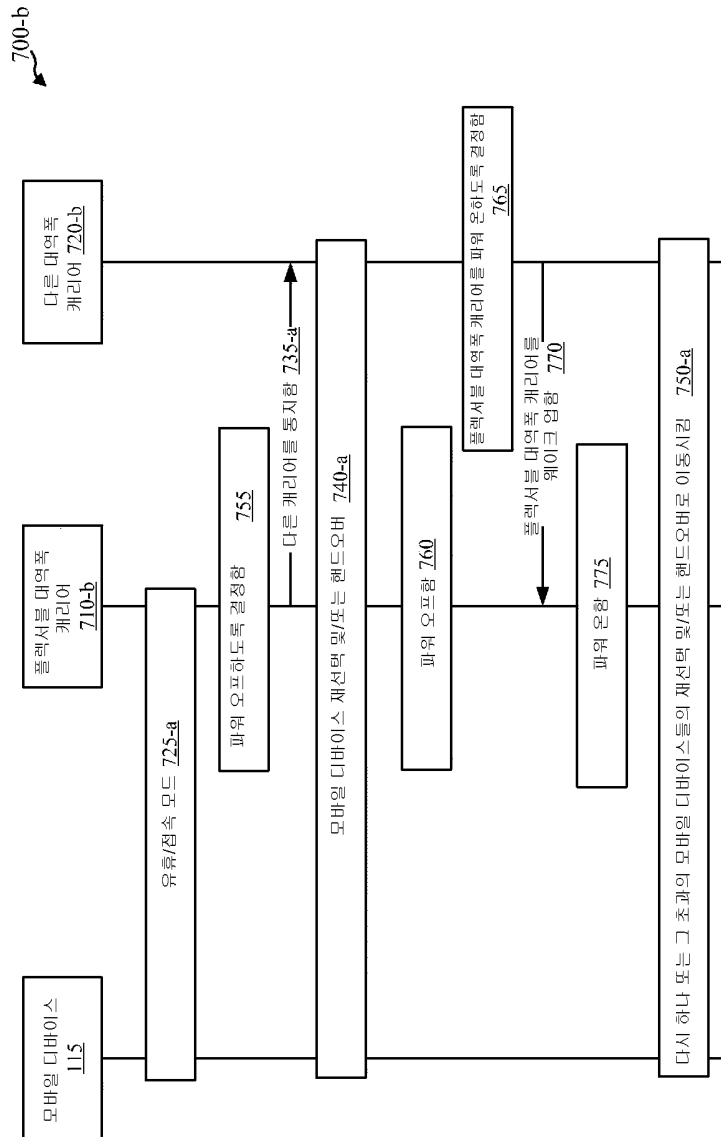 700-b
모바일 디바이스
115
플렉서블 대역폭
캐리어
710-b
다른 대역폭
캐리어 720-b
유휴/접속 모드 725-a
파워 오프하도록 결정함 755
다른 캐리어를 통지함 735-a
모바일 디바이스 재선택 및/또는 핸드오버 740-a
파워 오프함 760
플렉서블 대역폭 캐리어를 파워 온하도록 결정함
765
플렉서블 대역폭 캐리어를 770
웨이크 업함
파워 온함 775
다시 하나 또는 그 초과의 모바일 디바이스들의 재선택 및/또는 핸드오버로 이동시킴 750-a